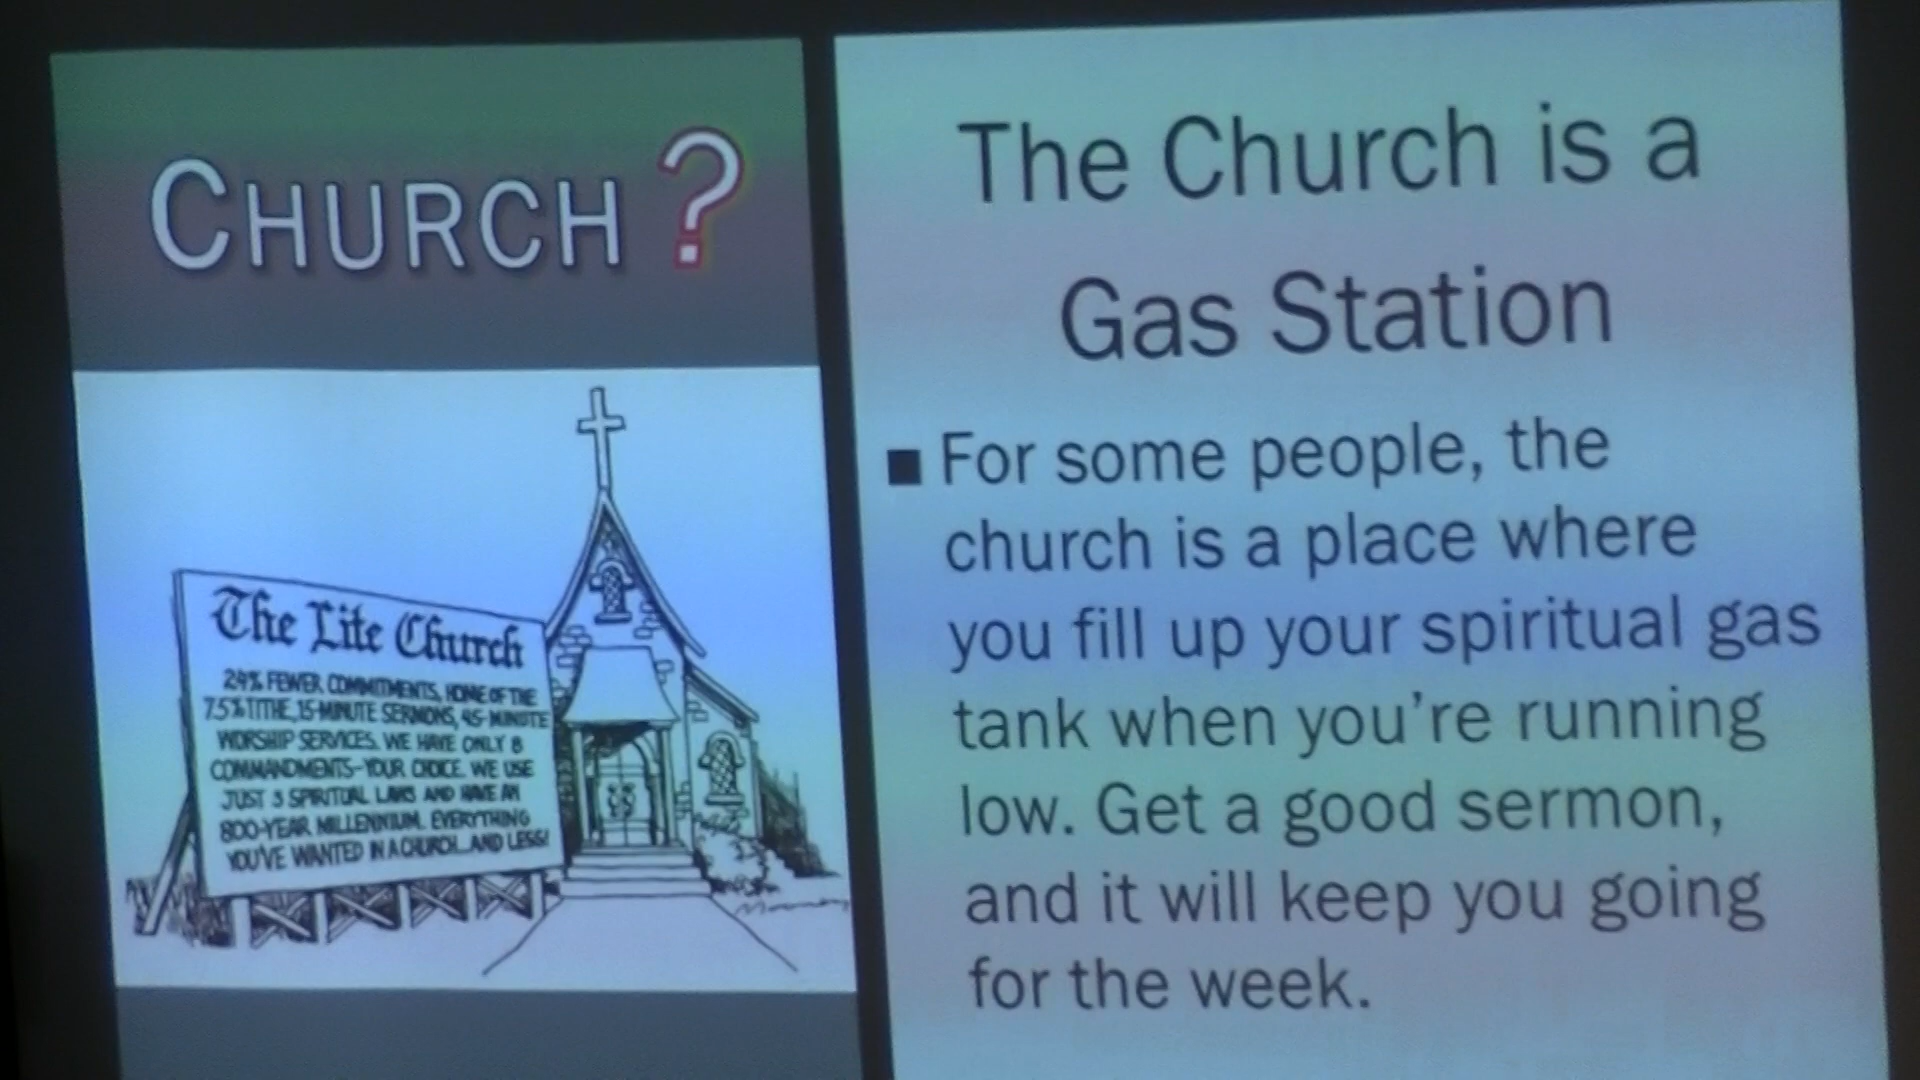 CHURCH?
The Lite Church
24% FEWER COMMITMENTS, HOME OF THE
7.5% TITHE, 15-MINUTE SERMONS, 45-MINUTE
WORSHIP SERVICES. WE HAVE ONLY 8
COMMANDMENTS-YOUR CHOICE. WE USE
JUST 3 SPIRITUAL LAWS AND HAVE AN
800-YEAR MILLENNIUM. EVERYTHING
YOU'VE WANTED IN A CHURCH...AND LESS!
The Church is a
Gas Station
■ For some people, the
church is a place where
you fill up your spiritual gas
tank when you're running
low. Get a good sermon,
and it will keep you going
for the week.